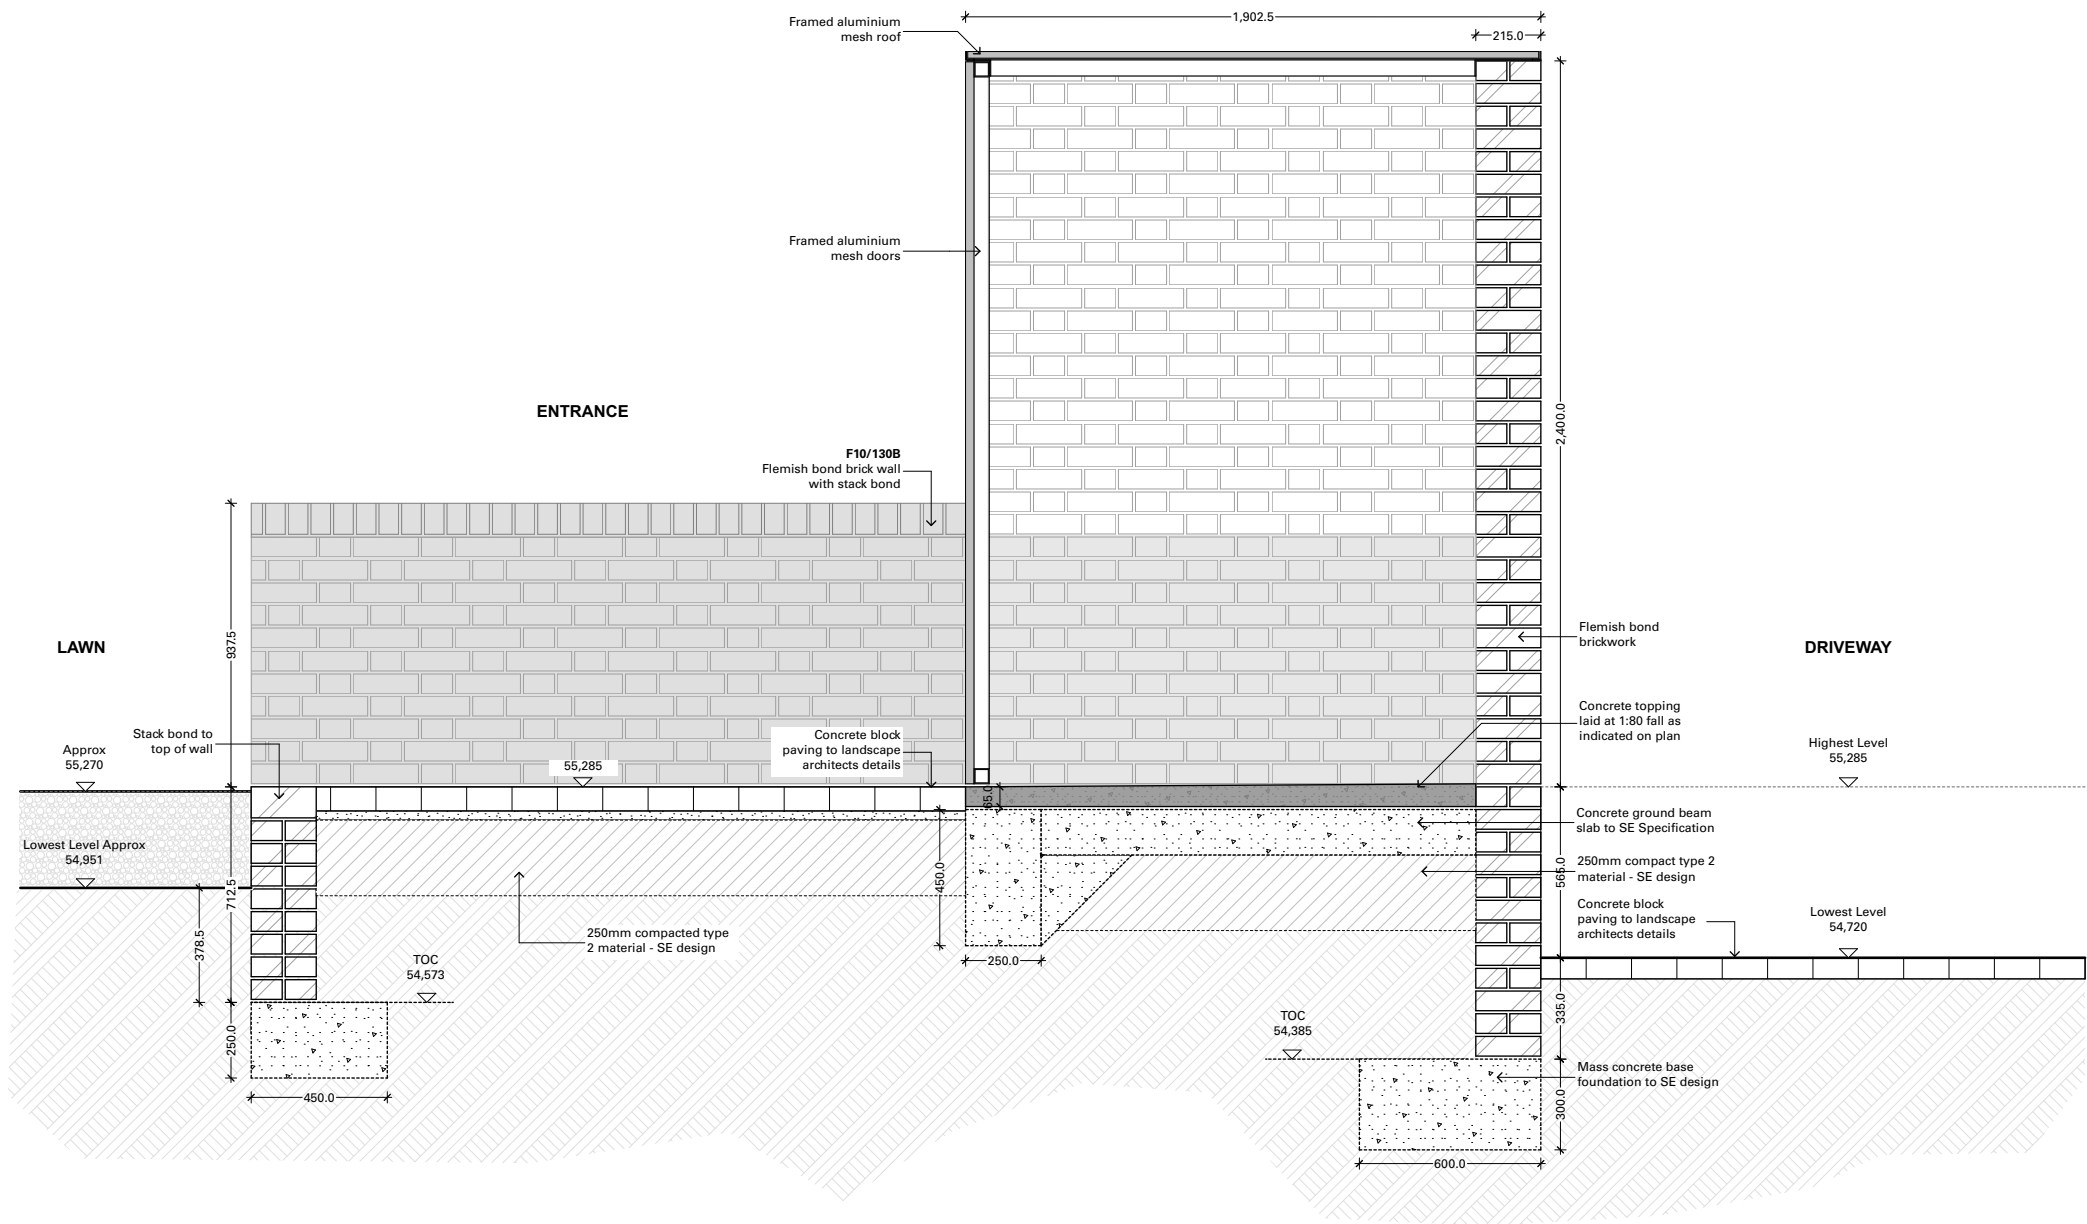 1,902.5
Framed aluminium
mesh roof
215.0
Framed aluminium
mesh doors
2,400.0
ENTRANCE
F10/130B
Flemish bond brick wall
with stack bond
937.5
LAWN
Flemish bond
brickwork
DRIVEWAY
Stack bond to
top of wall
Approx
55,270
55,285
Concrete block
paving to landscape
architects details
Concrete topping
laid at 1:80 fall as
indicated on plan
Highest Level
55,285
65.0
Concrete ground beam
slab to SE Specification
Lowest Level Approx
54,951
712.5
450.0
565.0
250mm compact type 2
material - SE design
Concrete block
paving to landscape
architects details
Lowest Level
54,720
378.5
250mm compacted type
2 material - SE design
250.0
TOC
54,573
335.0
TOC
54,385
250.0
450.0
Mass concrete base
foundation to SE design
300.0
600.0